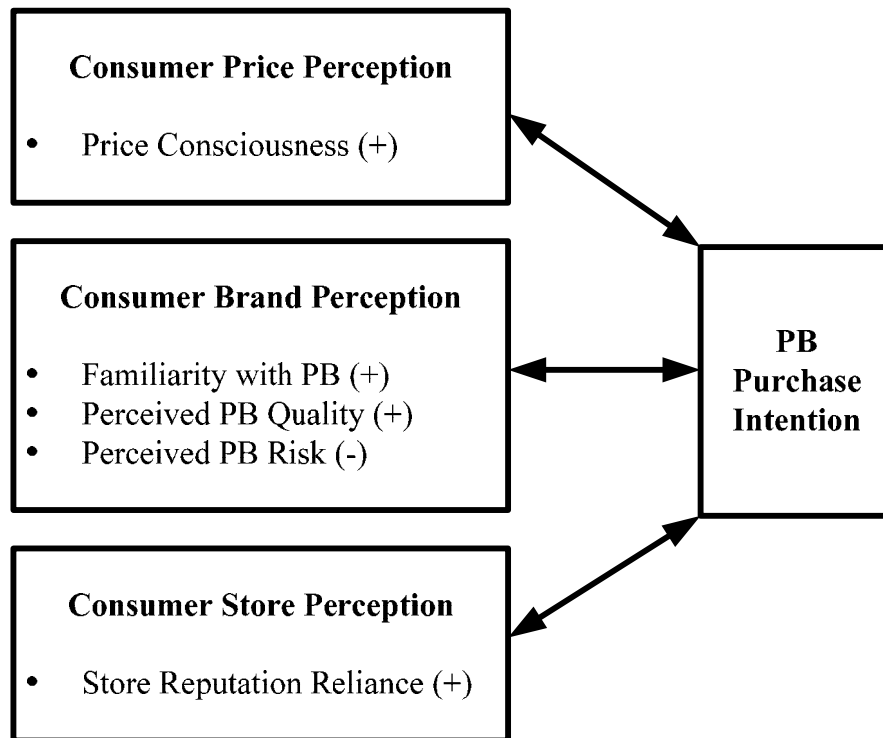 Consumer Price Perception
• Price Consciousness (+)
Consumer Brand Perception
• Familiarity with PB (+)
• Perceived PB Quality (+)
• Perceived PB Risk (-)
Consumer Store Perception
• Store Reputation Reliance (+)
PB
Purchase
Intention